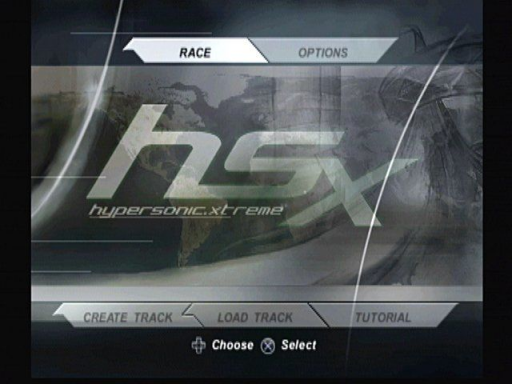 RACE OPTIONS
hsx
hypersonic.xtreme
CREATE TRACK LOAD TRACK TUTORIAL
Choose Select